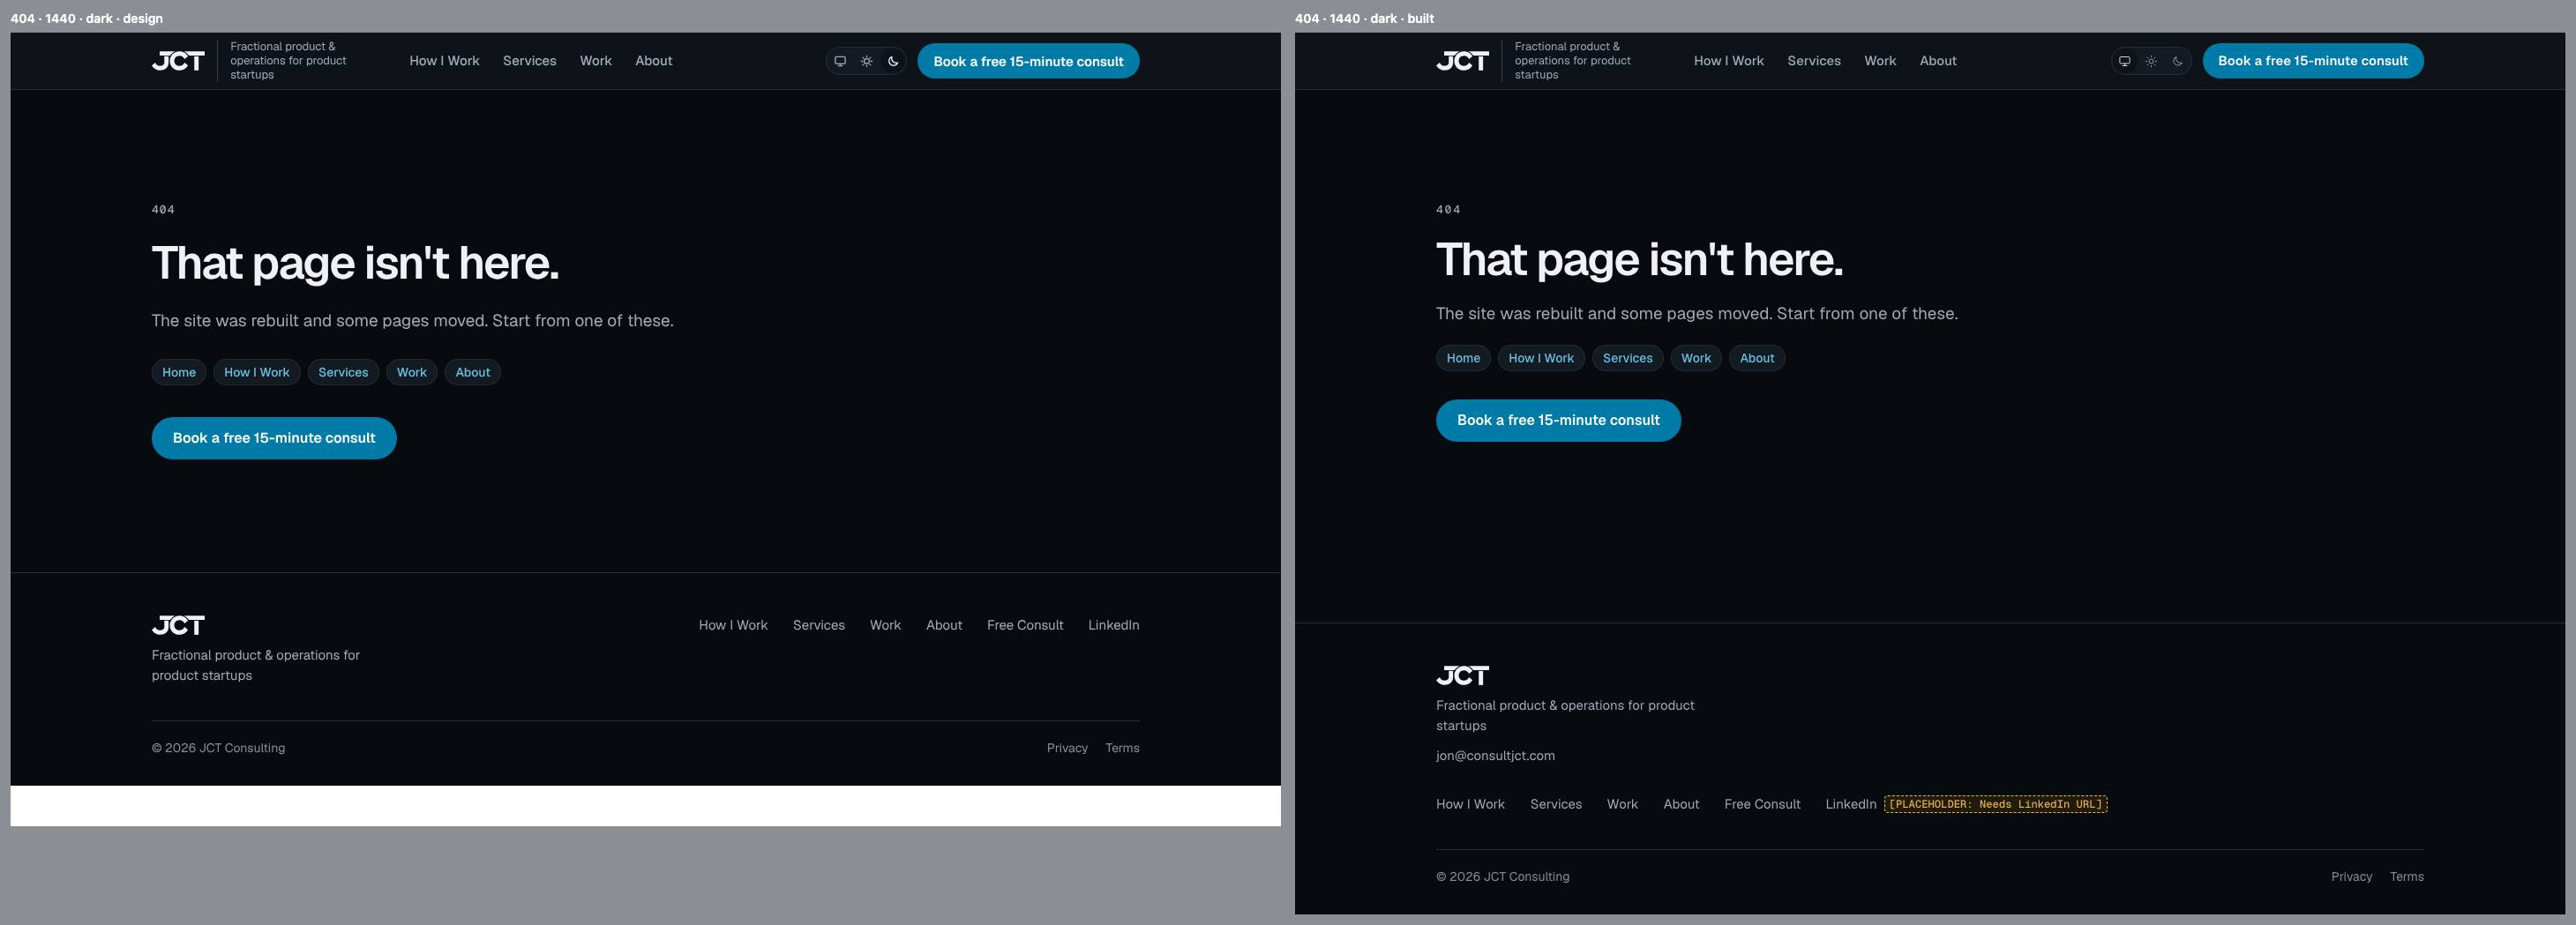 404 · 1440 · dark · design
JCT
Fractional product &
operations for product
startups
How I Work
Services
Work
About
Book a free 15-minute consult
404
That page isn't here.
The site was rebuilt and some pages moved. Start from one of these.
Home
How I Work
Services
Work
About
Book a free 15-minute consult
JCT
Fractional product & operations for
product startups
How I Work
Services
Work
About
Free Consult
LinkedIn
© 2026 JCT Consulting
Privacy
Terms
404 · 1440 · dark · built
JCT
Fractional product &
operations for product
startups
How I Work
Services
Work
About
Book a free 15-minute consult
404
That page isn't here.
The site was rebuilt and some pages moved. Start from one of these.
Home
How I Work
Services
Work
About
Book a free 15-minute consult
JCT
Fractional product & operations for product
startups
jon@consultjct.com
How I Work
Services
Work
About
Free Consult
LinkedIn
[PLACEHOLDER: Needs LinkedIn URL]
© 2026 JCT Consulting
Privacy
Terms